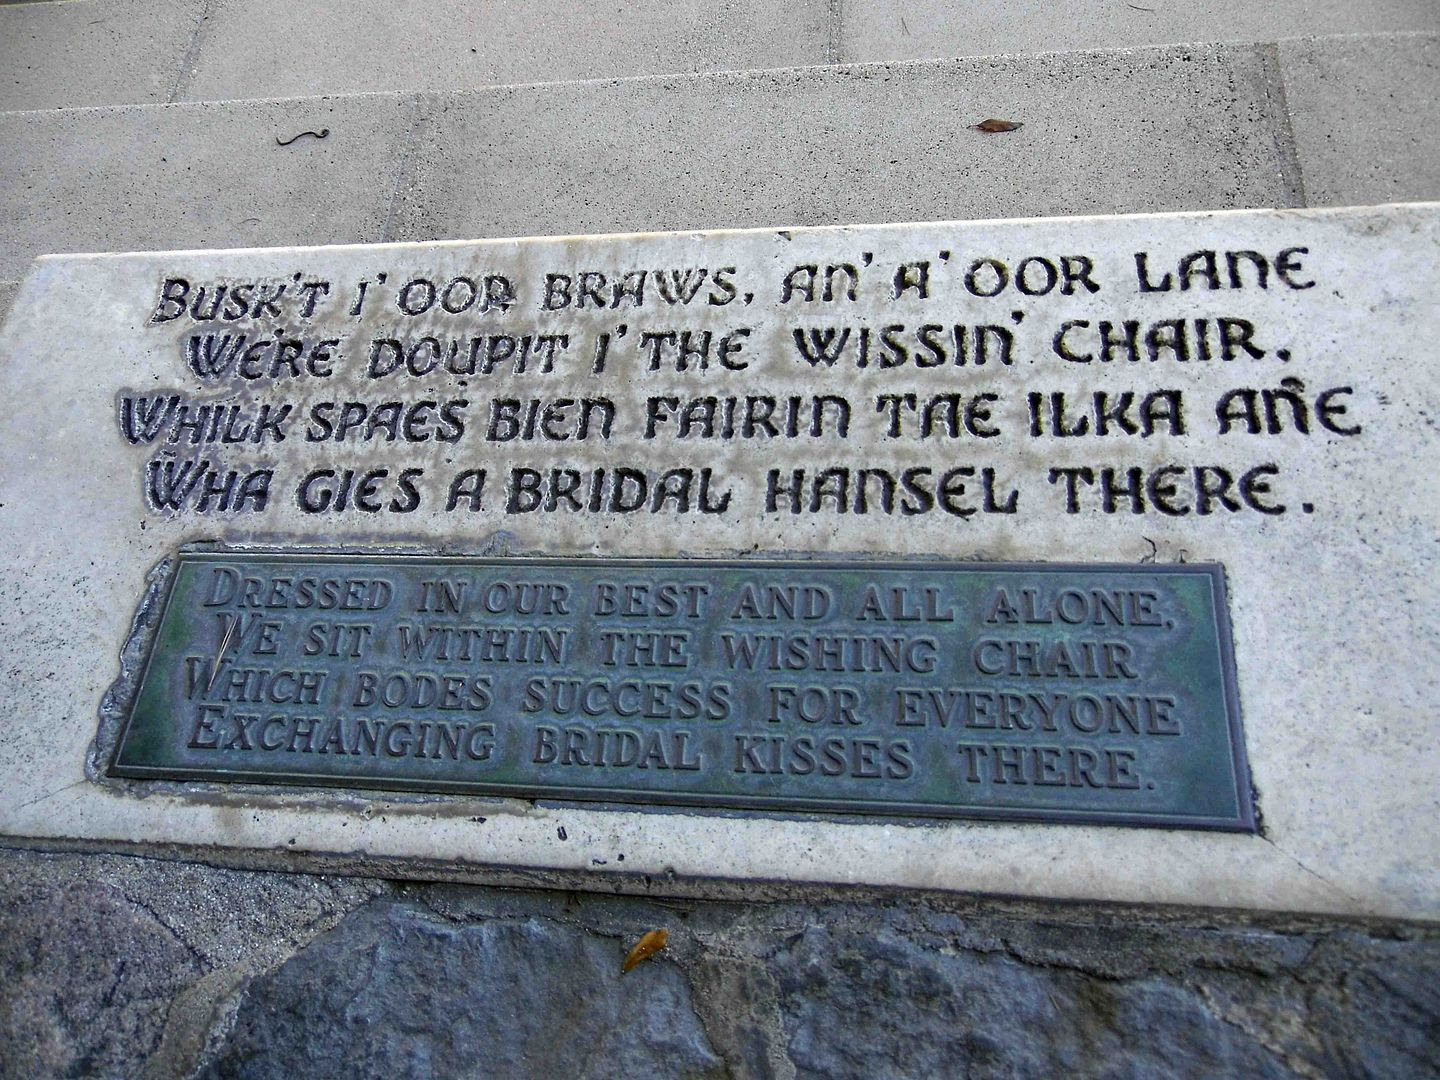 Busk't i' oor braws, an' a' oor lane
We're doupit i' the wissin' chair,
Whilk spaes bien fairin tae ilka ane
Wha gies a bridal hansel there.
Dressed in our best and all alone,
We sit within the wishing chair
Which bodes success for everyone
Exchanging bridal kisses there.